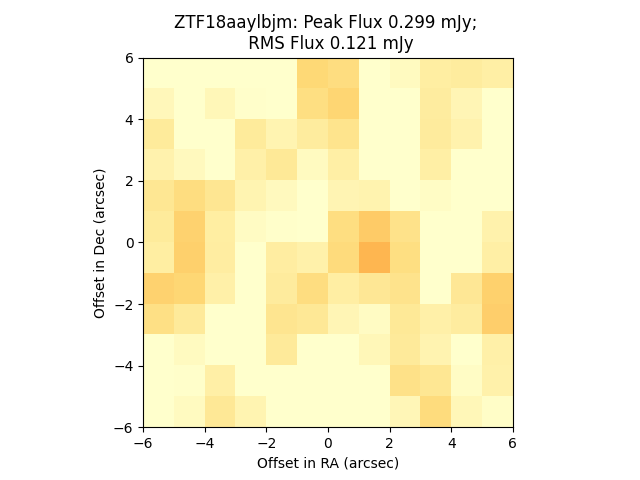 ZTF18aaylbjm: Peak Flux 0.299 mJy;
RMS Flux 0.121 mJy
6
4
2
0
−2
−4
−6
Offset in Dec (arcsec)
−6 −4 −2 0 2 4 6
Offset in RA (arcsec)